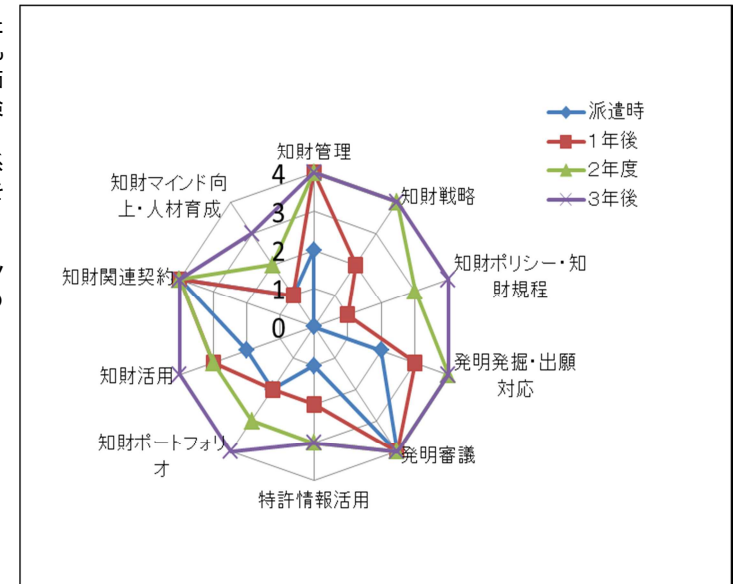 派遣時
1年後
2年度
3年後
知財管理
知財戦略
知財ポリシー・知
財規程
発明発掘・出願
対応
発明審議
特許情報活用
知財ポートフォリ
オ
知財活用
知財関連契約
知財マインド向
上・人材育成
4
3
2
1
0